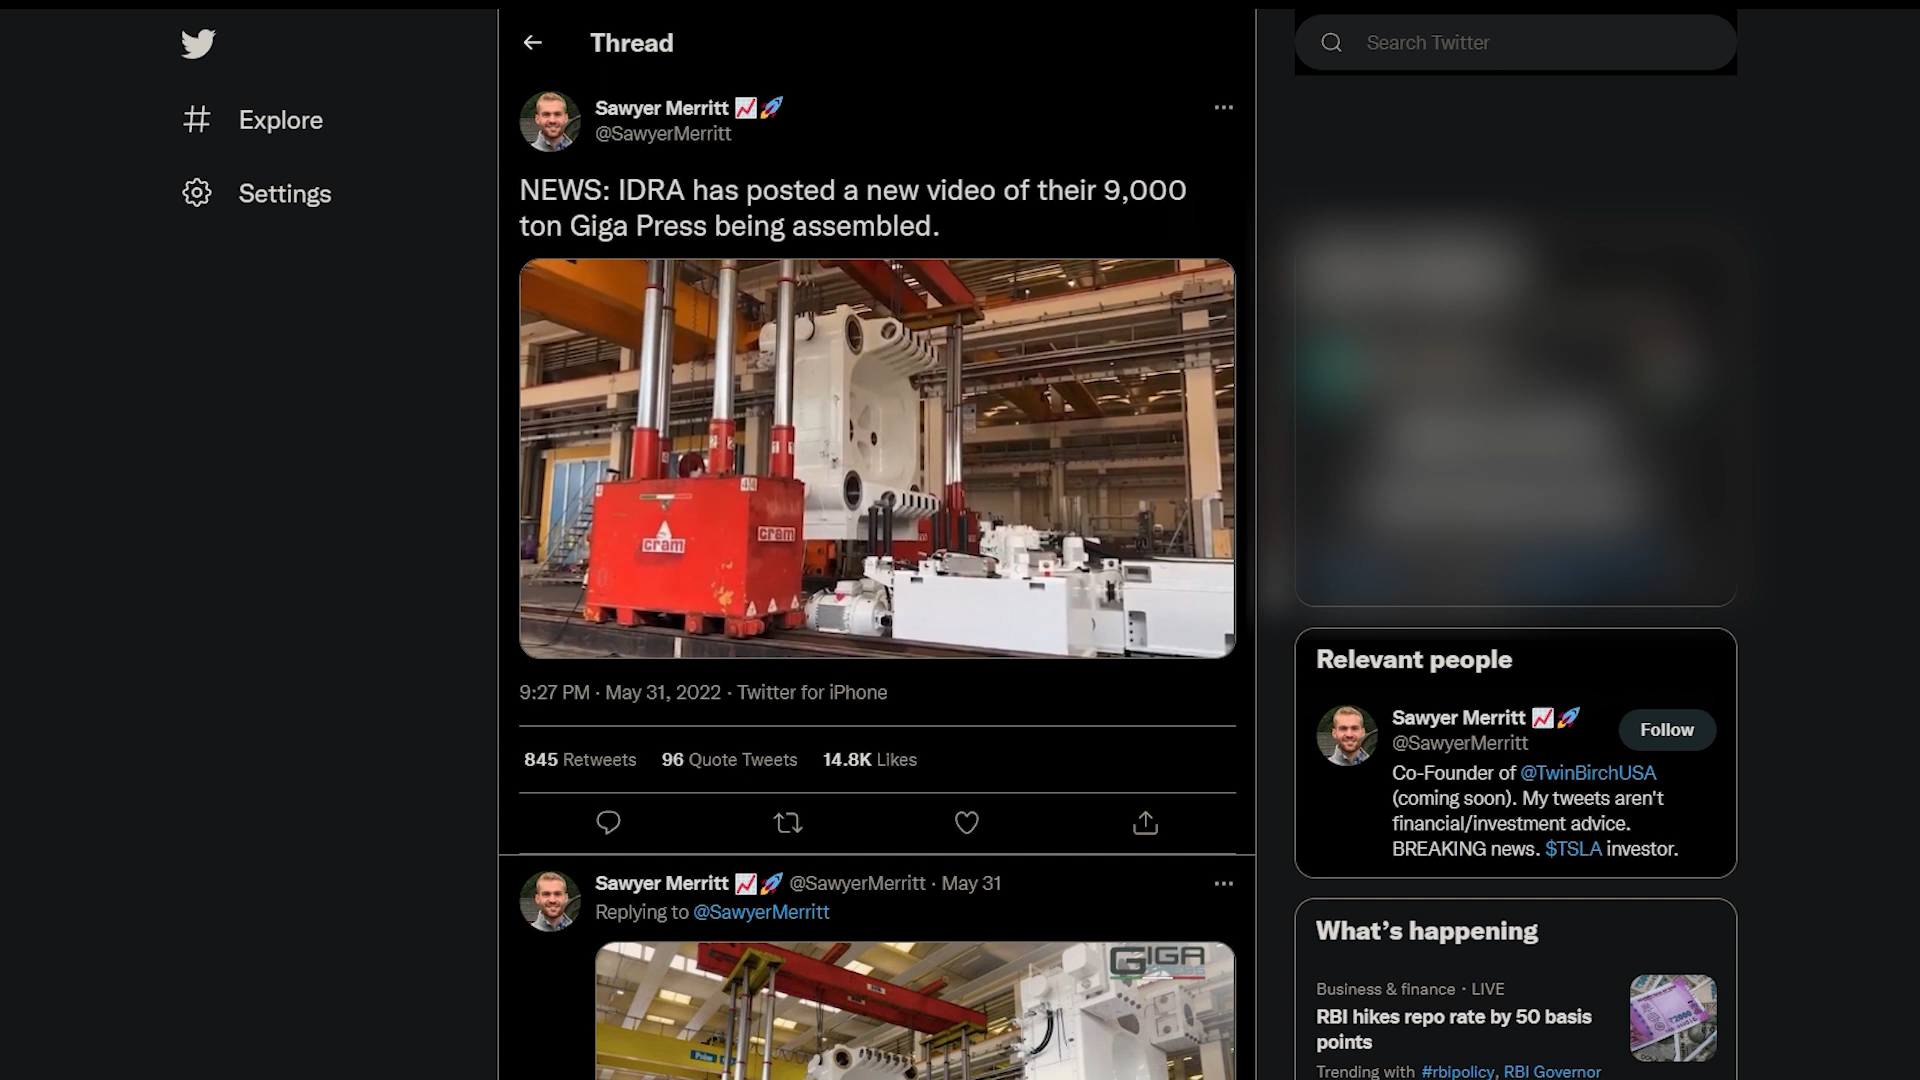 Explore
Settings
Thread
Sawyer Merritt 📈🚀
@SawyerMerritt
NEWS: IDRA has posted a new video of their 9,000
ton Giga Press being assembled.
cram
cram
9:27 PM · May 31, 2022 · Twitter for iPhone
845 Retweets 96 Quote Tweets 14.8K Likes
Sawyer Merritt 📈🚀 @SawyerMerritt · May 31
Replying to @SawyerMerritt
GIGA
Search Twitter
Relevant people
Sawyer Merritt 📈🚀
@SawyerMerritt
Follow
Co-Founder of @TwinBirchUSA
(coming soon). My tweets aren't
financial/investment advice.
BREAKING news. $TSLA investor.
What's happening
Business & finance · LIVE
RBI hikes repo rate by 50 basis
points
Trending with #rbipolicy, RBI Governor